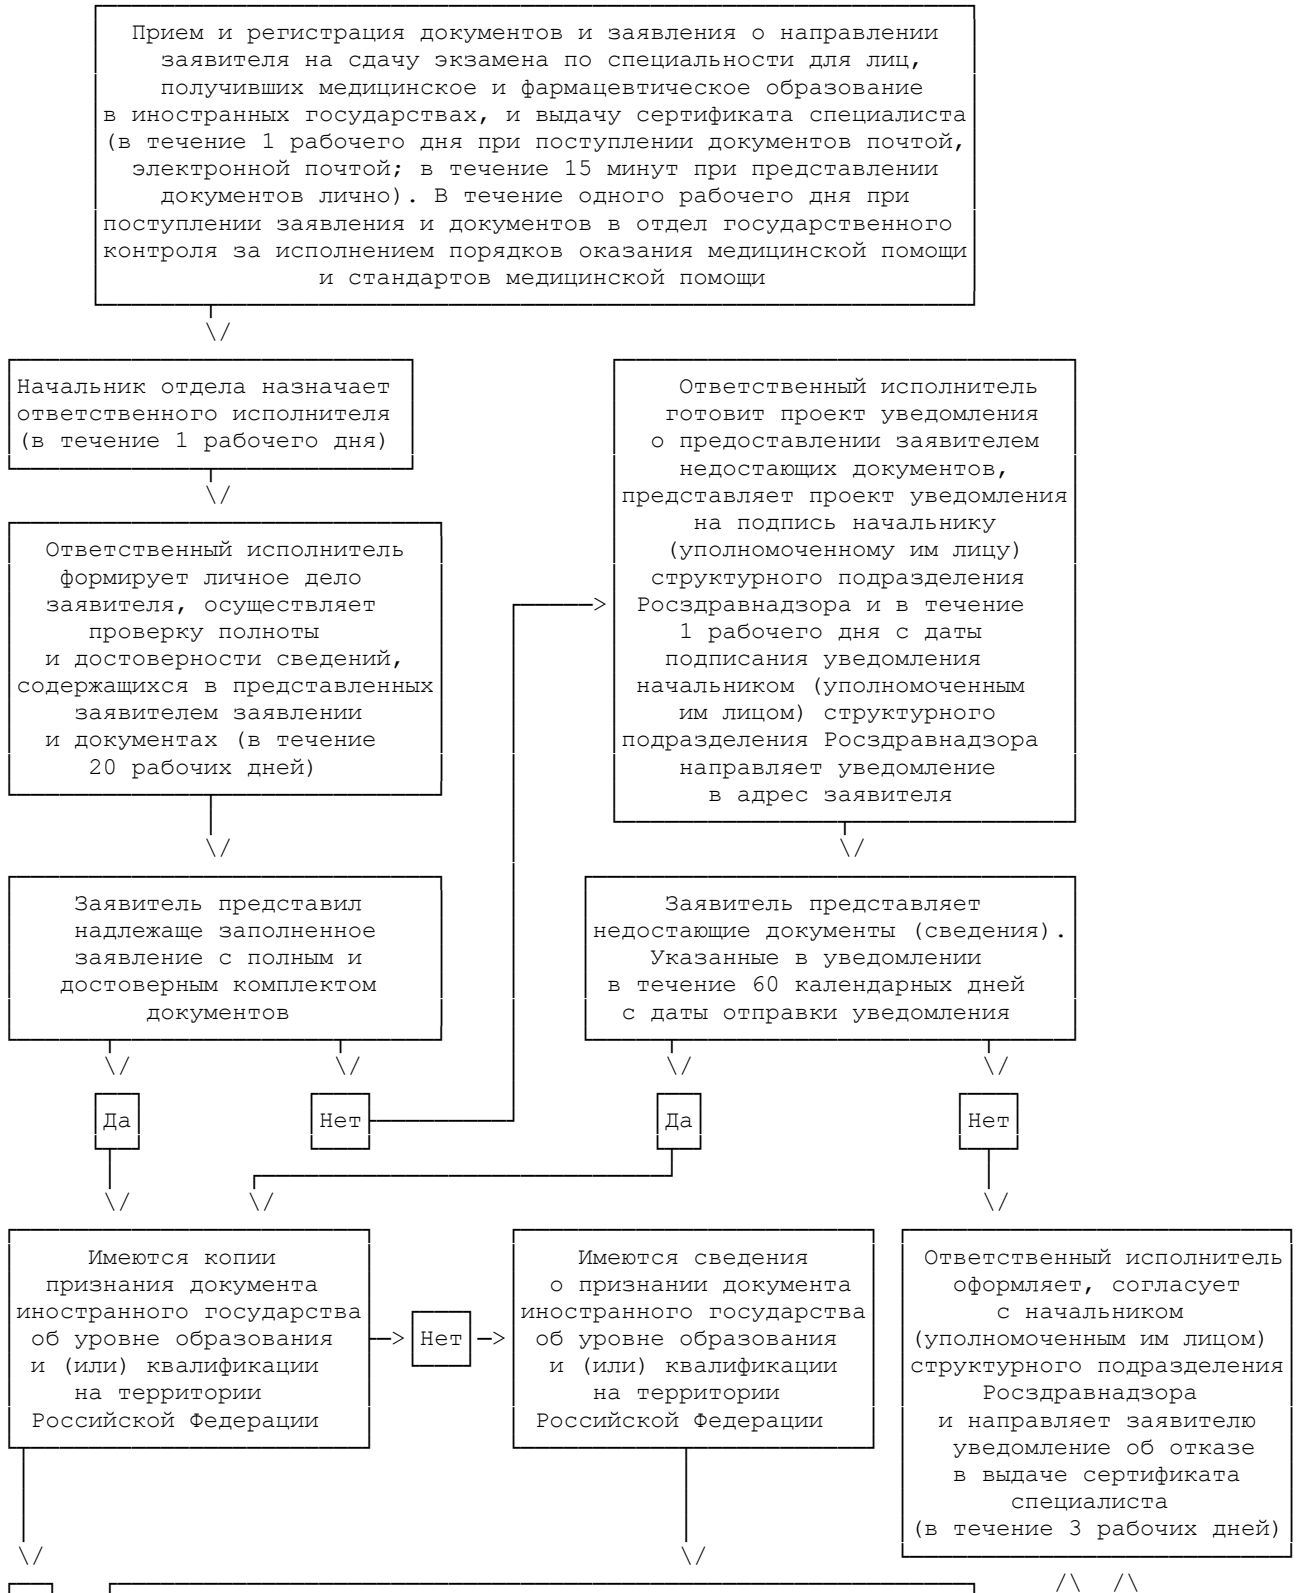 Прием и регистрация документов и заявления о направлении
заявителя на сдачу экзамена по специальности для лиц,
получивших медицинское и фармацевтическое образование
в иностранных государствах, и выдачу сертификата специалиста
(в течение 1 рабочего дня при поступлении документов почтой,
электронной почтой; в течение 15 минут при представлении
документов лично). В течение одного рабочего дня при
поступлении заявления и документов в отдел государственного
контроля за исполнением порядков оказания медицинской помощи
и стандартов медицинской помощи
Начальник отдела назначает
ответственного исполнителя
(в течение 1 рабочего дня)
Ответственный исполнитель
формирует личное дело
заявителя, осуществляет
проверку полноты
и достоверности сведений,
содержащихся в представленных
заявителем заявлении
и документах (в течение
20 рабочих дней)
Ответственный исполнитель
готовит проект уведомления
о предоставлении заявителем
недостающих документов,
представляет проект уведомления
на подпись начальнику
(уполномоченному им лицу)
структурного подразделения
Росздравнадзора и в течение
1 рабочего дня с даты
подписания уведомления
начальником (уполномоченным
им лицом) структурного
подразделения Росздравнадзора
направляет уведомление
в адрес заявителя
Заявитель представил
надлежаще заполненное
заявление с полным и
достоверным комплектом
документов
Заявитель представляет
недостающие документы (сведения).
Указанные в уведомлении
в течение 60 календарных дней
с даты отправки уведомления
Да
Нет
Да
Нет
Имеются копии
признания документа
иностранного государства
об уровне образования
и (или) квалификации
на территории
Российской Федерации
Нет
Имеются сведения
о признании документа
иностранного государства
об уровне образования
и (или) квалификации
на территории
Российской Федерации
Ответственный исполнитель
оформляет, согласует
с начальником
(уполномоченным им лицом)
структурного подразделения
Росздравнадзора
и направляет заявителю
уведомление об отказе
в выдаче сертификата
специалиста
(в течение 3 рабочих дней)